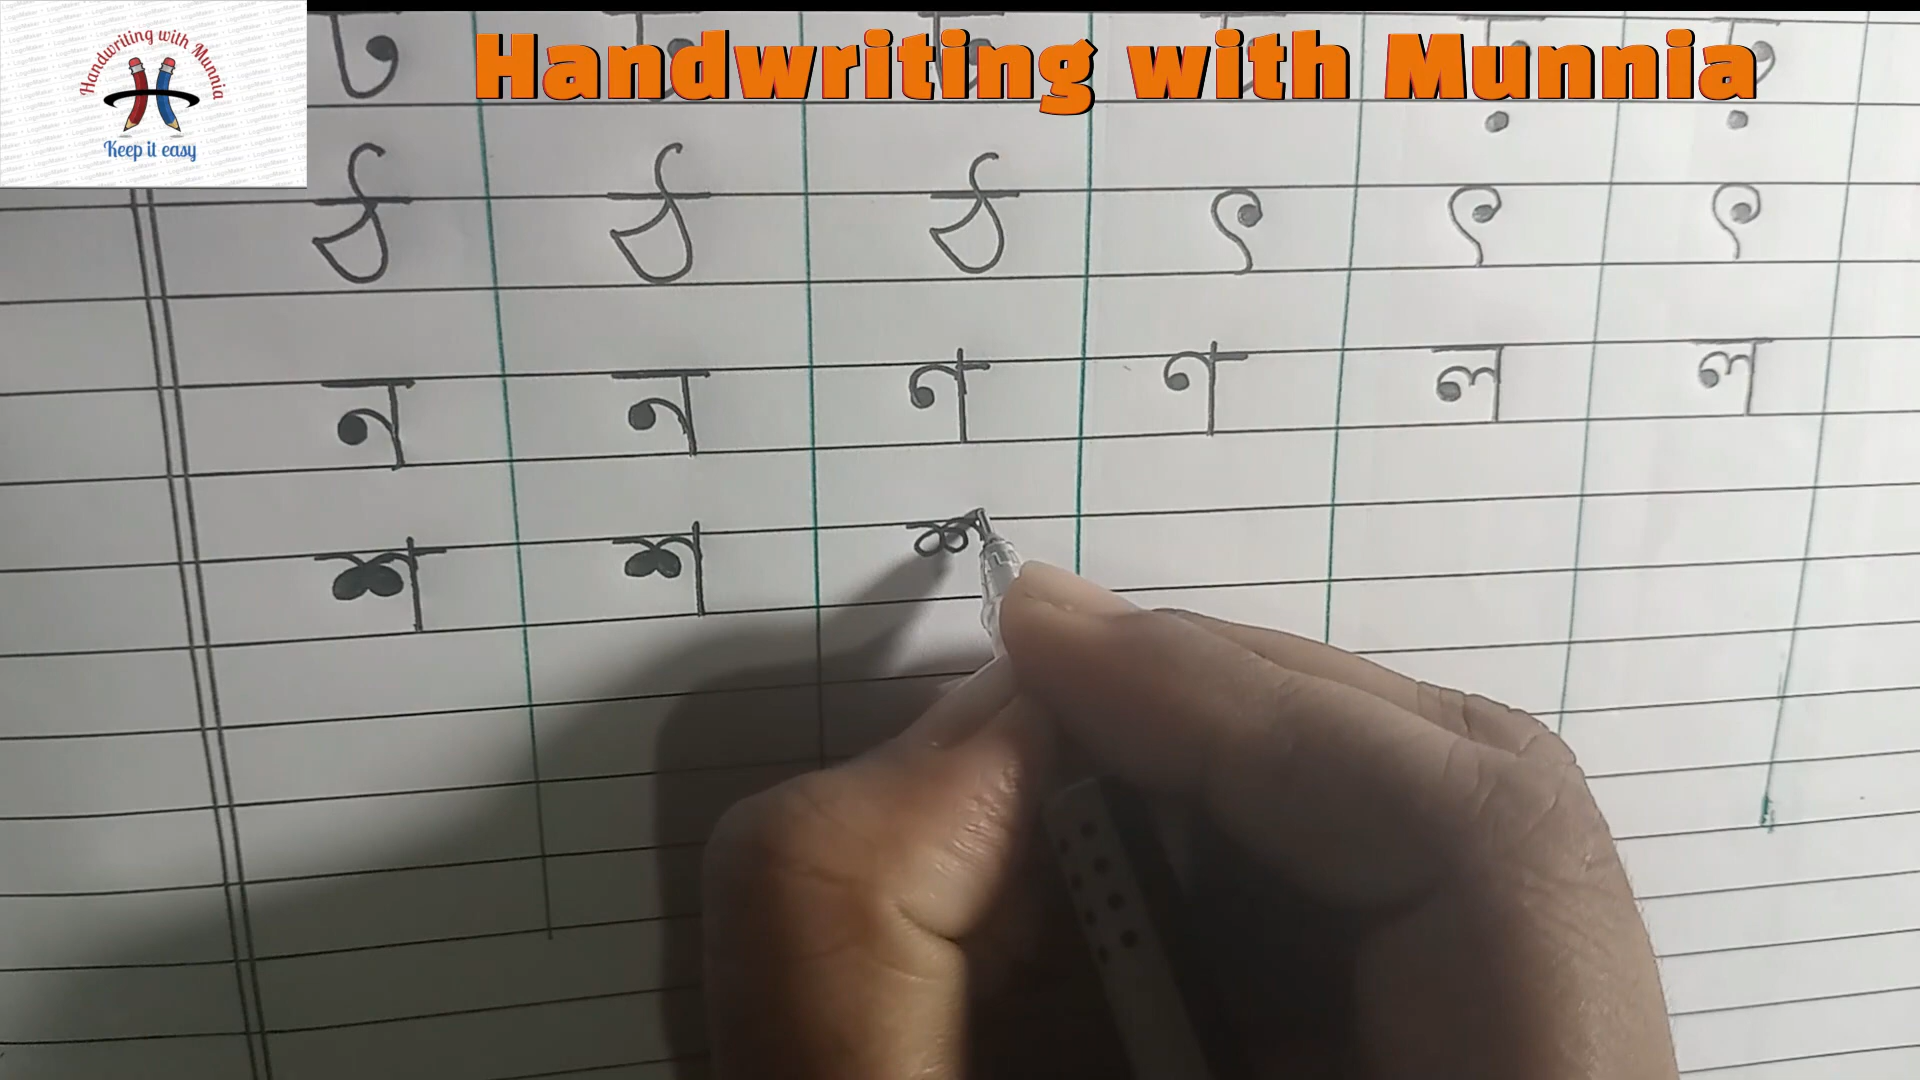 Handwriting with Munnia
Handwriting with Munnia
Keep it easy
ঢ ঢ ঢ ঢ ঢ় ঢ়
ঠ ঠ ঠ ৎ ৎ ৎ
ন ন ণ ণ ল ল
শ শ